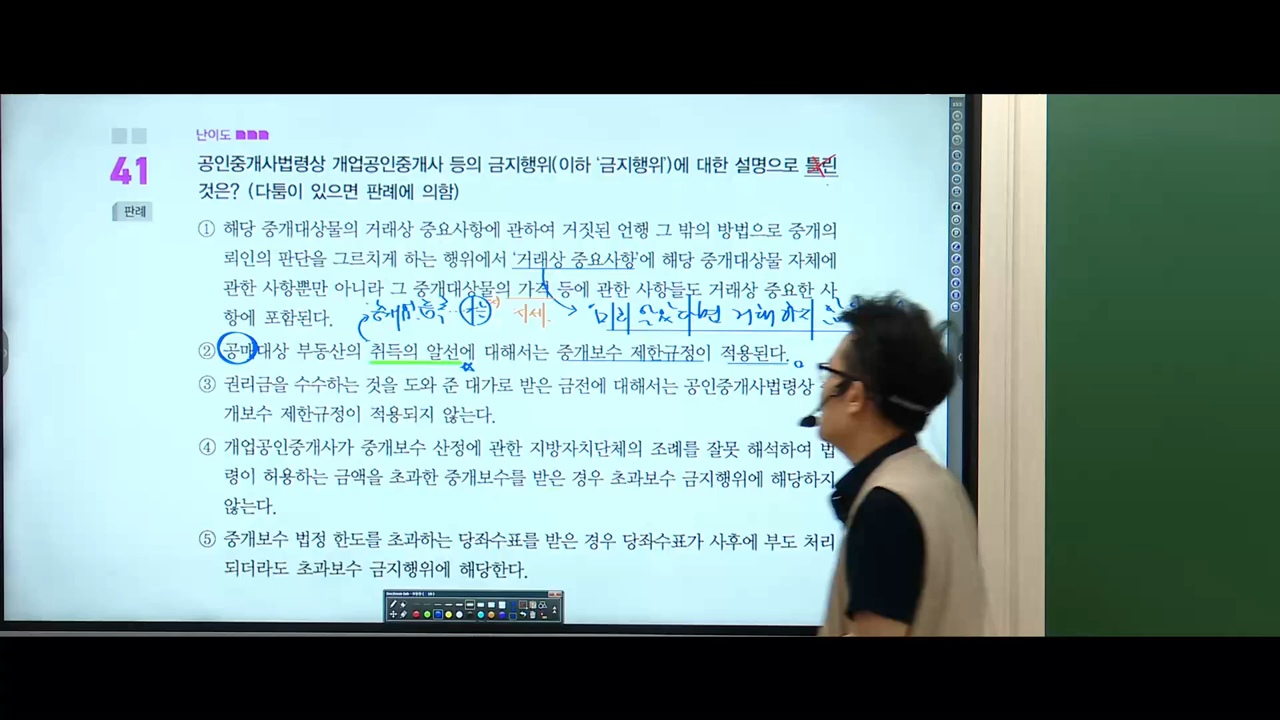 난이도
41
공인중개사법령상 개업공인중개사 등의 금지행위(이하 '금지행위')에 대한 설명으로 틀린
것은? (다툼이 있으면 판례에 의함)
판례
① 해당 중개대상물의 거래상 중요사항에 관하여 거짓된 언행 그 밖의 방법으로 중개의
뢰인의 판단을 그르치게 하는 행위에서 '거래상 중요사항'에 해당 중개대상물 자체에
관한 사항뿐만 아니라 그 중개대상물의 가격 등에 관한 사항들도 거래상 중요한 사
항에 포함된다.
시세. 미리 알았다면 거래하지
② 공매대상 부동산의 취득의 알선에 대해서는 중개보수 제한규정이 적용된다.
③ 권리금을 수수하는 것을 도와 준 대가로 받은 금전에 대해서는 공인중개사법령상
개보수 제한규정이 적용되지 않는다.
④ 개업공인중개사가 중개보수 산정에 관한 지방자치단체의 조례를 잘못 해석하여 법
령이 허용하는 금액을 초과한 중개보수를 받은 경우 초과보수 금지행위에 해당하지
않는다.
⑤ 중개보수 법정 한도를 초과하는 당좌수표를 받은 경우 당좌수표가 사후에 부도 처리
되더라도 초과보수 금지행위에 해당한다.